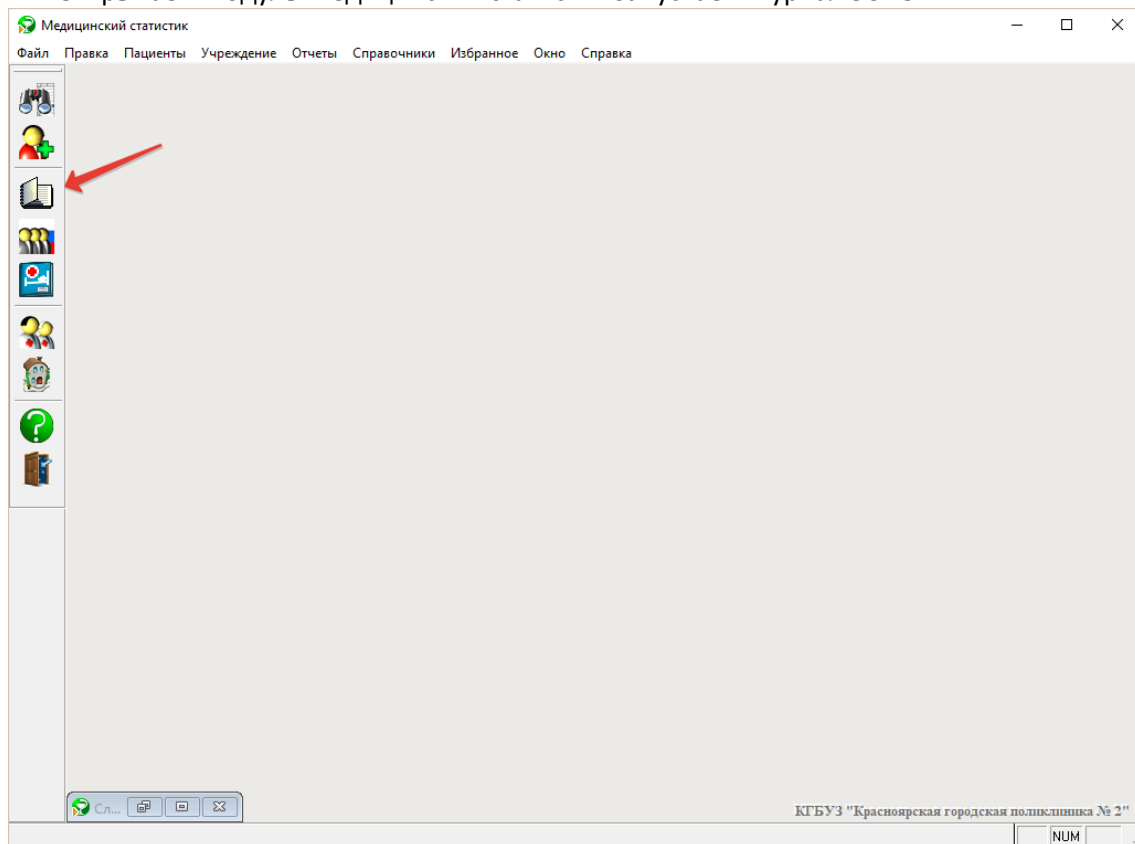 Медицинский статистик
Файл Правка Пациенты Учреждение Отчеты Справочники Избранное Окно Справка
Сл...
КГБУЗ "Красноярская городская поликлиника № 2"
NUM